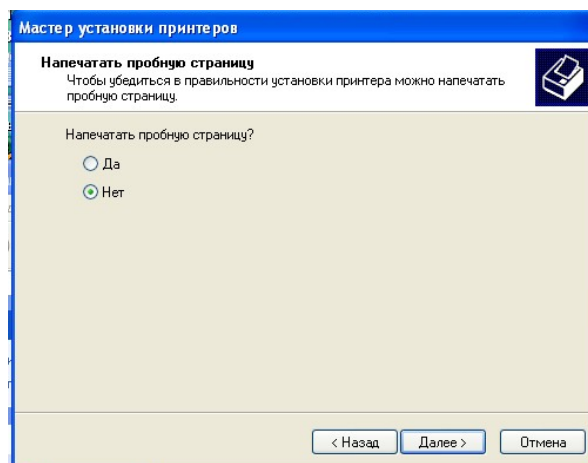 Мастер установки принтеров
Напечатать пробную страницу
Чтобы убедиться в правильности установки принтера можно напечатать
пробную страницу.
Напечатать пробную страницу?
Да
Нет
< Назад
Далее >
Отмена